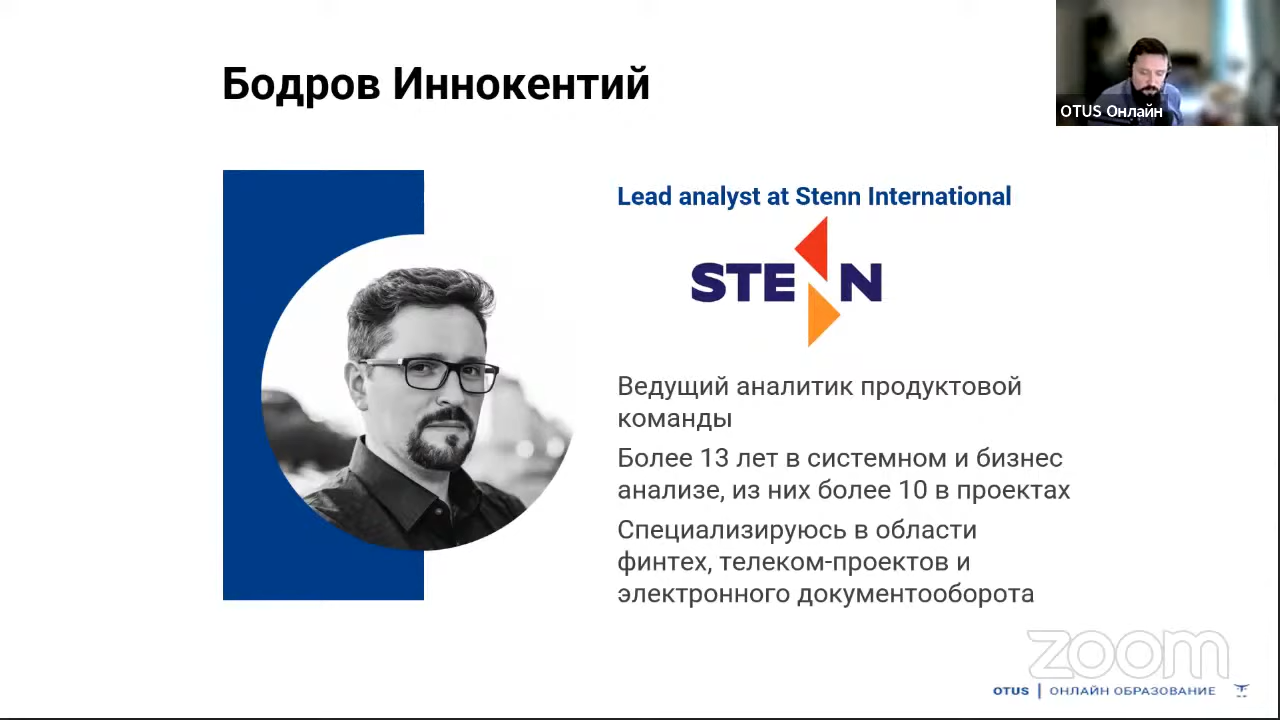 Бодров Иннокентий
OTUS Онлайн
Lead analyst at Stenn International
STENN
Ведущий аналитик продуктовой
команды
Более 13 лет в системном и бизнес
анализе, из них более 10 в проектах
Специализируюсь в области
финтех, телеком-проектов и
электронного документооборота
zoom
OTUS | ОНЛАЙН ОБРАЗОВАНИЕ